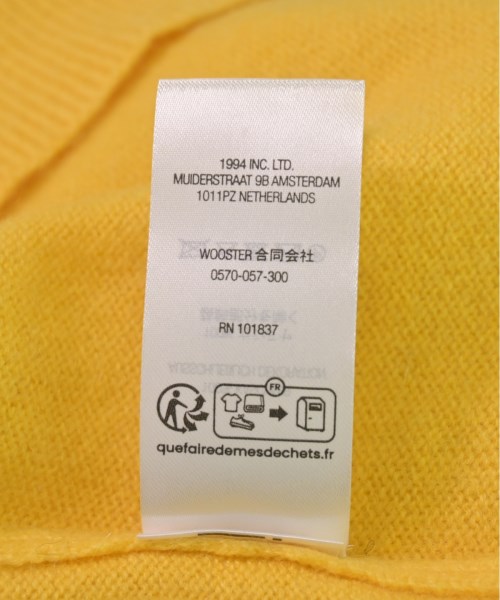 1994 INC. LTD.
MUIDERSTRAAT 9B AMSTERDAM
1011PZ NETHERLANDS
WOOSTER 合同会社
0570-057-300
RN 101837
FR
quefairedemesdechets.fr